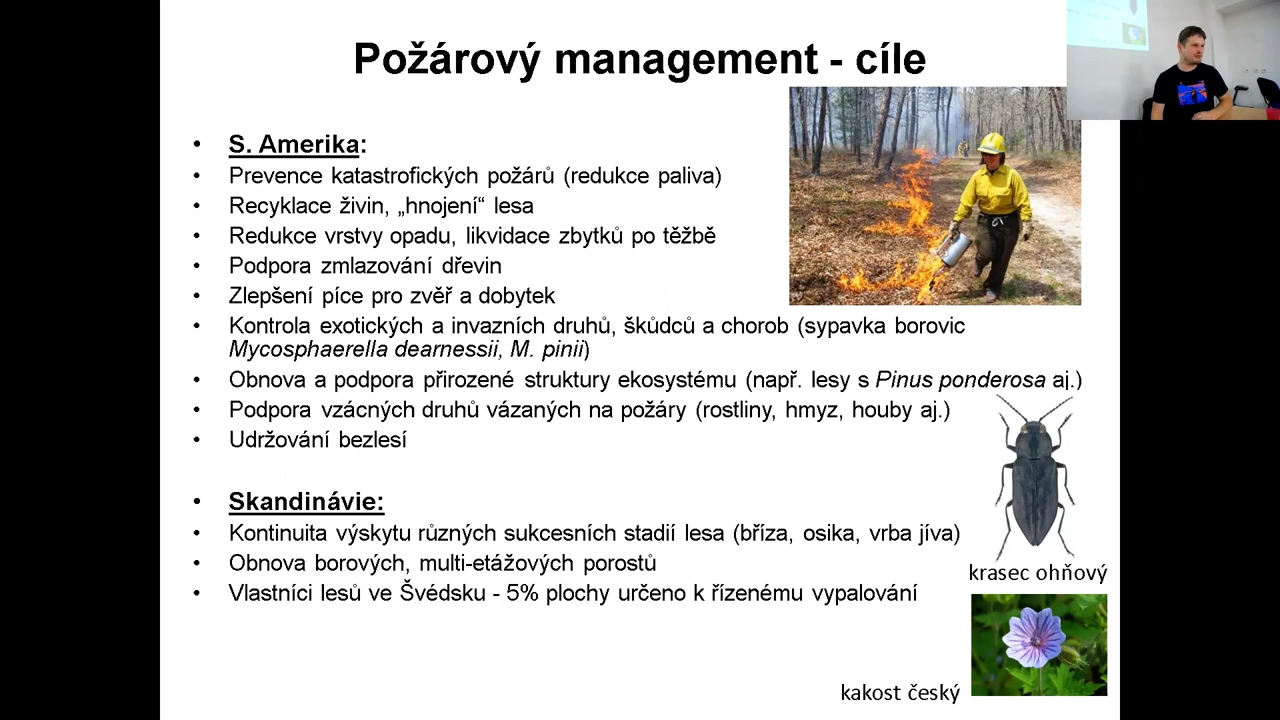 Požárový management - cíle
• S. Amerika:
• Prevence katastrofických požárů (redukce paliva)
• Recyklace živin, „hnojení“ lesa
• Redukce vrstvy opadu, likvidace zbytků po těžbě
• Podpora zmlazování dřevin
• Zlepšení píce pro zvěř a dobytek
• Kontrola exotických a invazních druhů, škůdců a chorob (sypavka borovic
Mycosphaerella dearnessii, M. pinii)
• Obnova a podpora přirozené struktury ekosystému (např. lesy s Pinus ponderosa aj.)
• Podpora vzácných druhů vázaných na požáry (rostliny, hmyz, houby aj.)
• Udržování bezlesí
• Skandinávie:
• Kontinuita výskytu různých sukcesních stadií lesa (bříza, osika, vrba jíva)
• Obnova borových, multi-etážových porostů
• Vlastníci lesů ve Švédsku - 5% plochy určeno k řízenému vypalování
krasec ohňový
kakost český